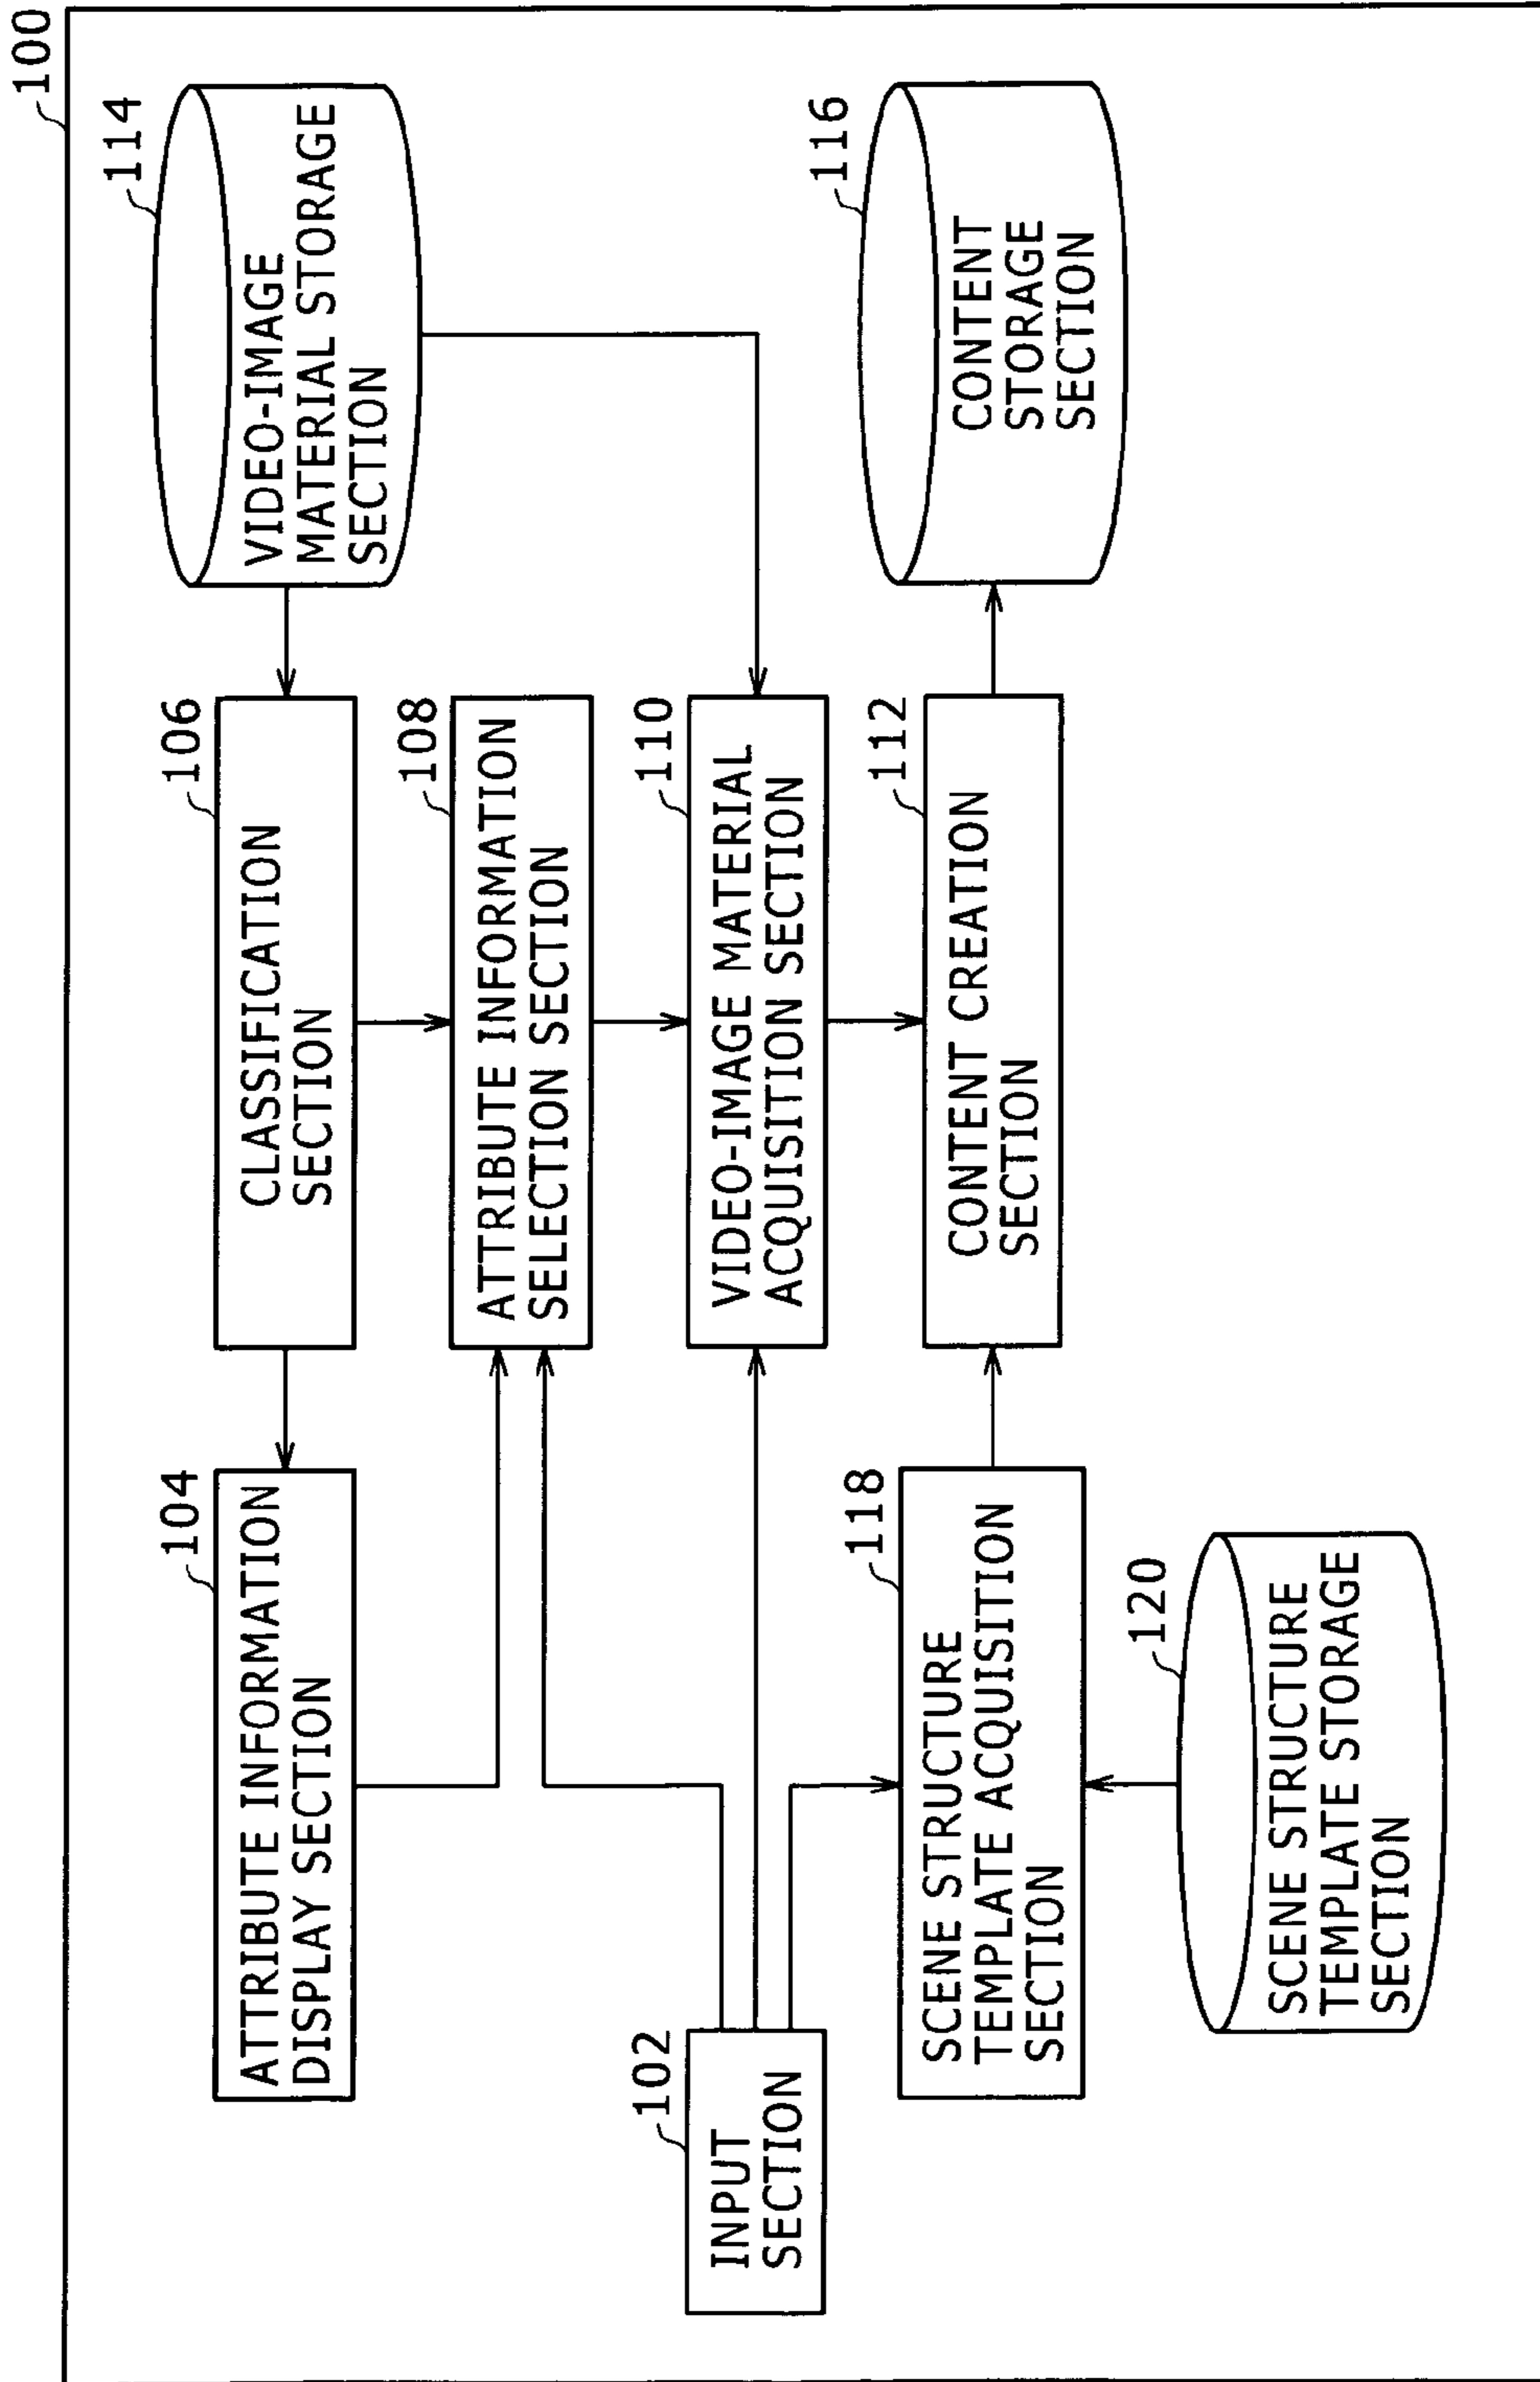 100
104
ATTRIBUTE INFORMATION
DISPLAY SECTION
106
CLASSIFICATION
SECTION
114
VIDEO-IMAGE
MATERIAL STORAGE
SECTION
108
ATTRIBUTE INFORMATION
SELECTION SECTION
102
INPUT
SECTION
110
VIDEO-IMAGE MATERIAL
ACQUISITION SECTION
118
SCENE STRUCTURE
TEMPLATE ACQUISITION
SECTION
112
CONTENT CREATION
SECTION
116
CONTENT
STORAGE
SECTION
120
SCENE STRUCTURE
TEMPLATE STORAGE
SECTION